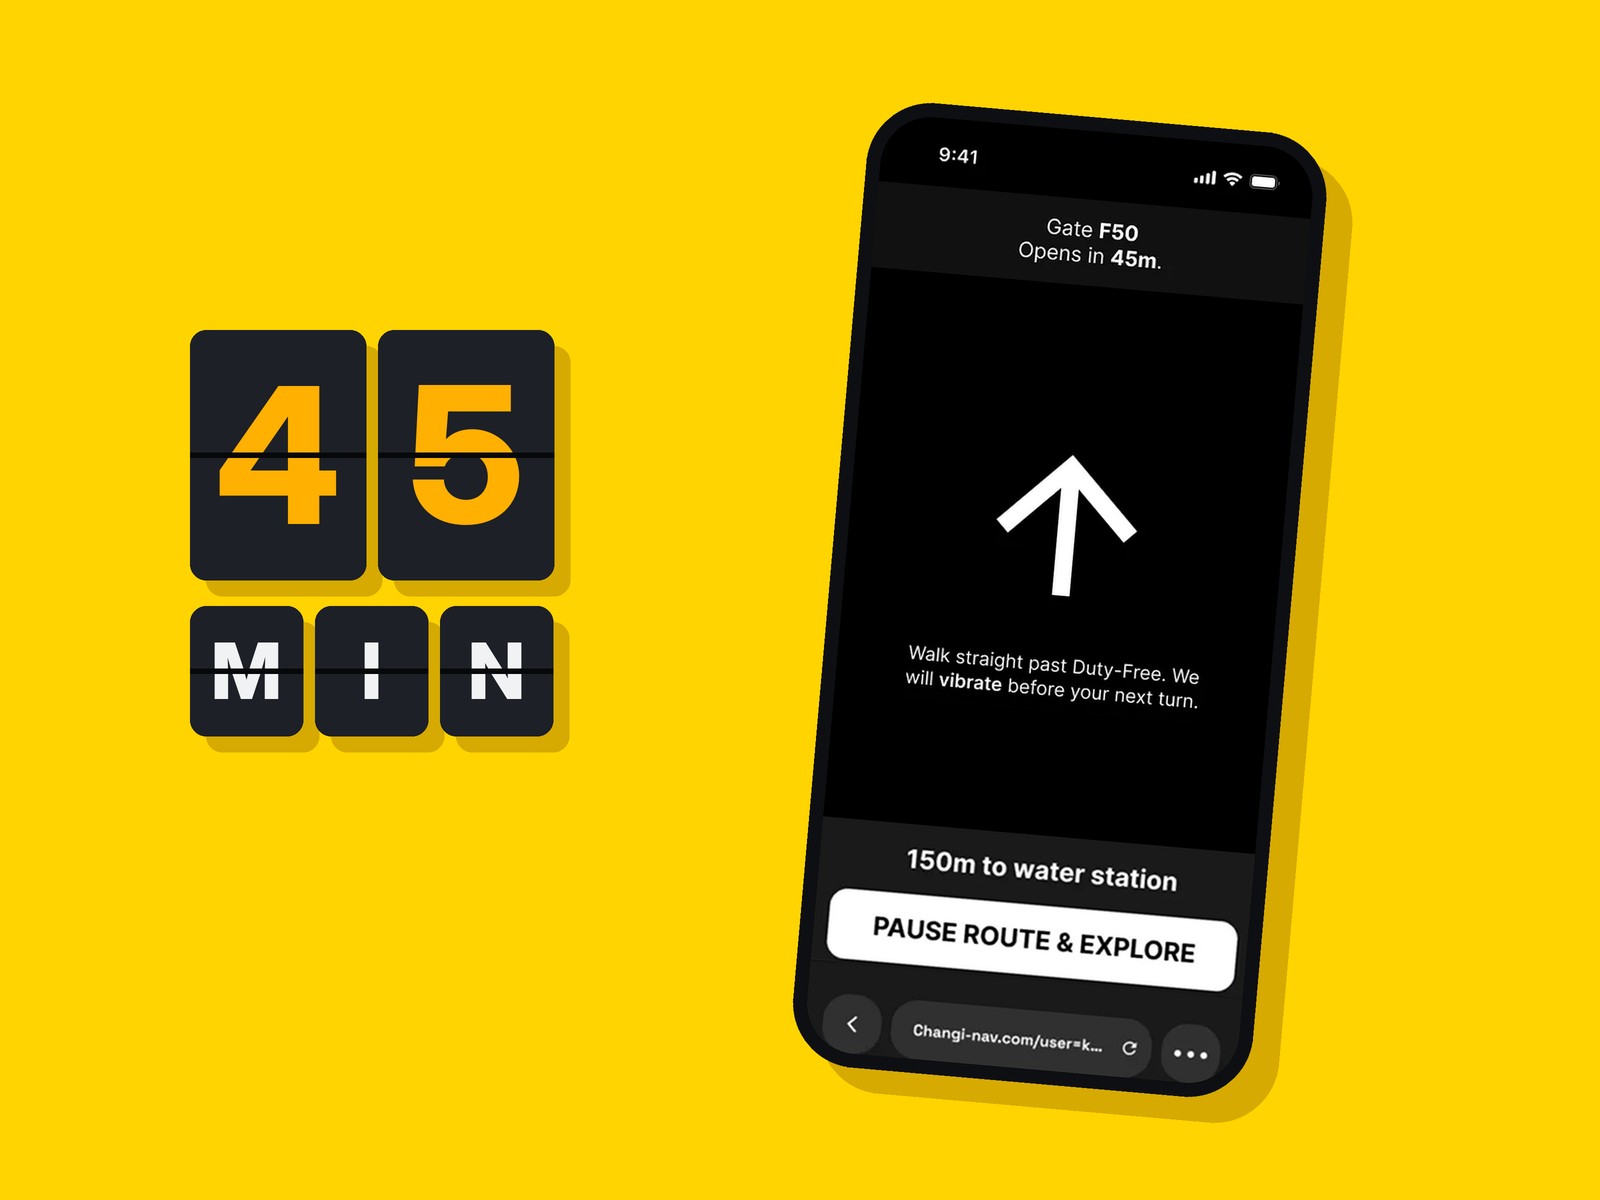 45
MIN
9:41
Gate F50
Opens in 45m.
Walk straight past Duty-Free. We
will vibrate before your next turn.
150m to water station
PAUSE ROUTE & EXPLORE
Changi-nav.com/user=k...